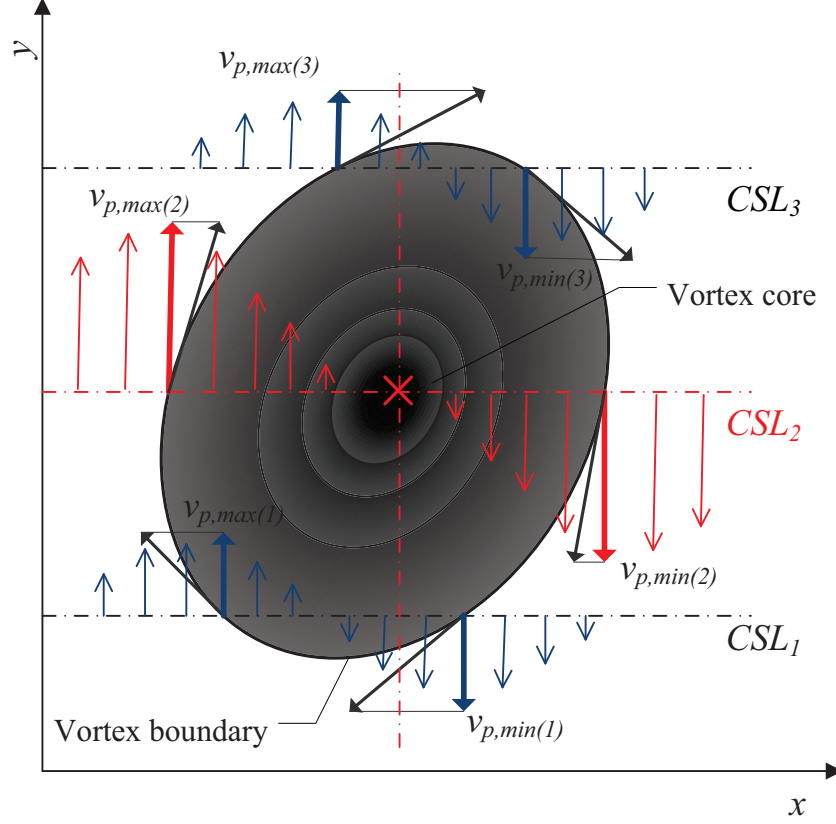 y
v_{p,max(3)}
CSL_3
v_{p,max(2)}
v_{p,min(3)}
Vortex core
CSL_2
v_{p,max(1)}
v_{p,min(2)}
CSL_1
v_{p,min(1)}
Vortex boundary
x